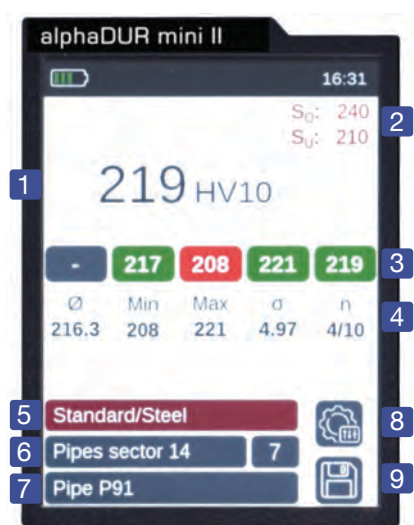 alphaDUR mini II
16:31
S₀: 240
Sᵤ: 210
2
1
219 HV10
- 217 208 221 219
3
Ø Min Max σ n
216.3 208 221 4.97 4/10
4
5
Standard/Steel
8
6
Pipes sector 14 7
7
Pipe P91
9